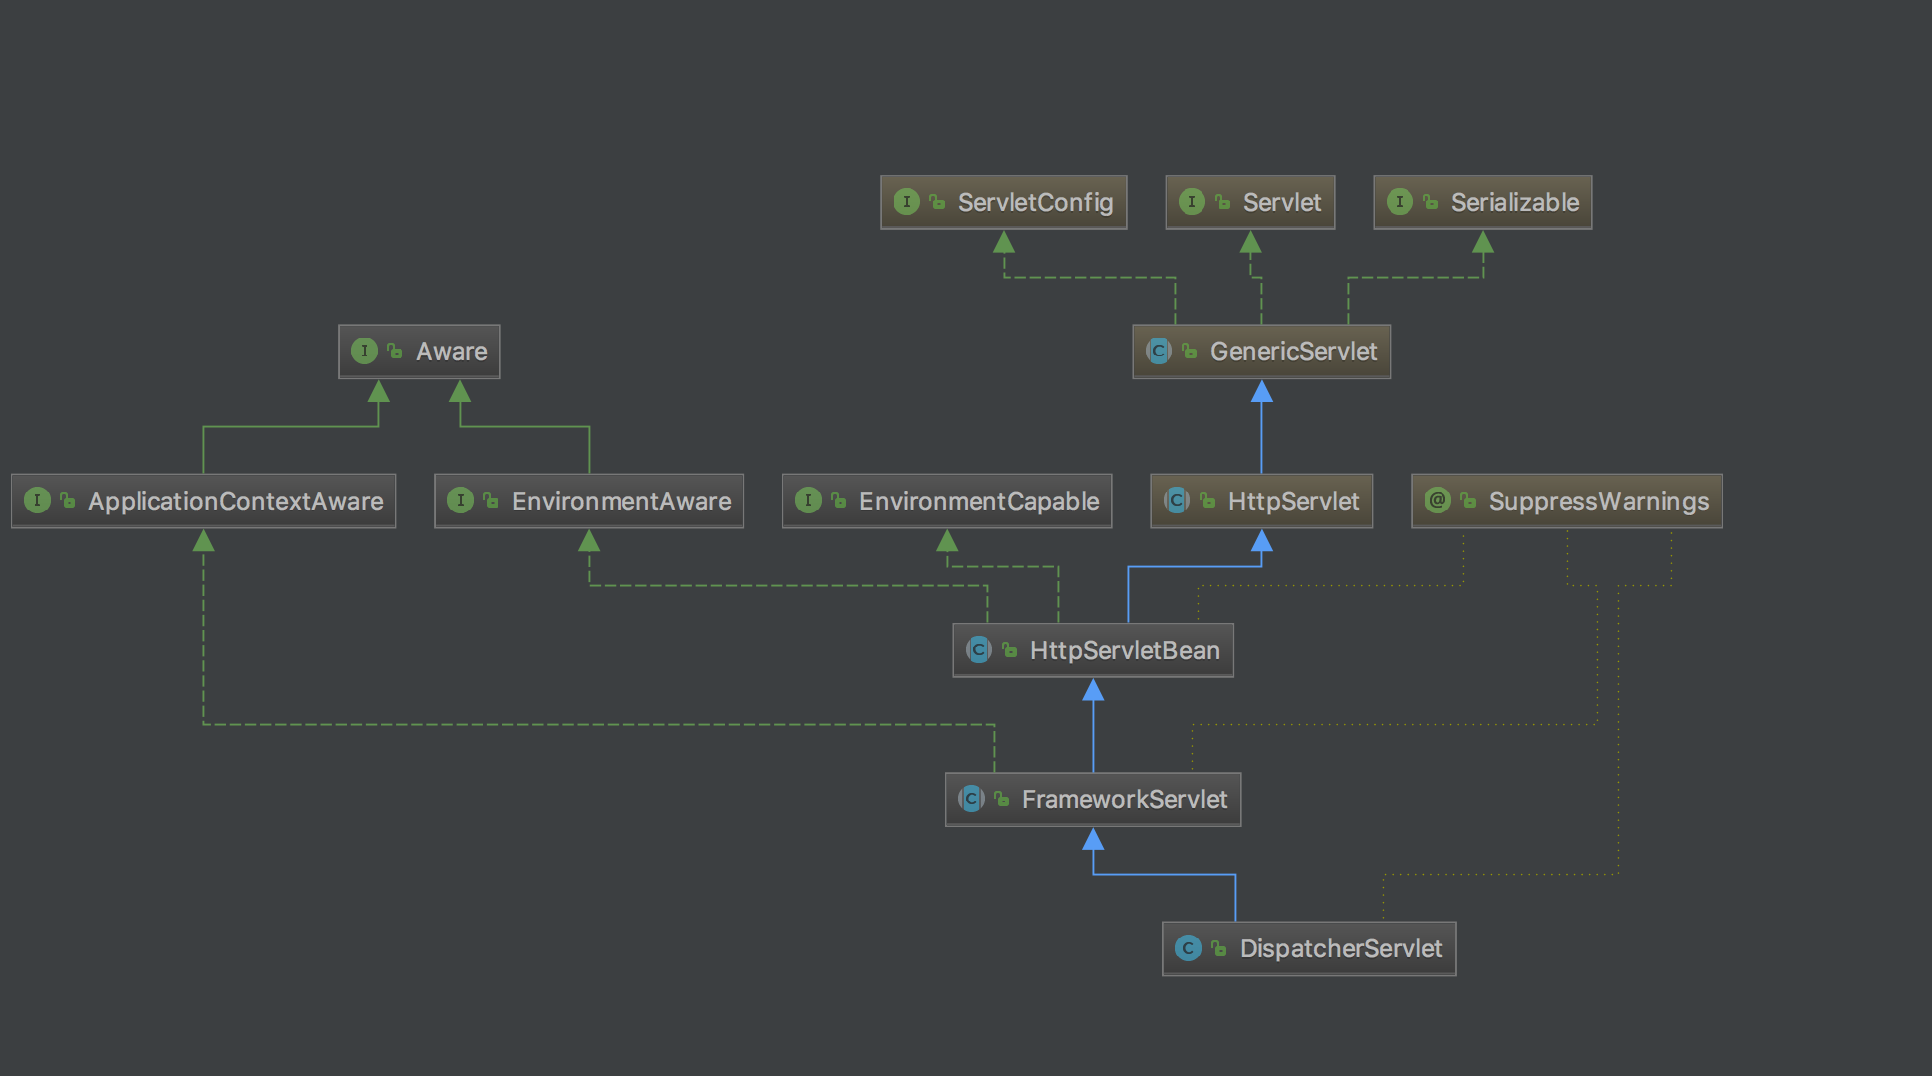 ServletConfig
Servlet
Serializable
Aware
GenericServlet
ApplicationContextAware
EnvironmentAware
EnvironmentCapable
HttpServlet
SuppressWarnings
HttpServletBean
FrameworkServlet
DispatcherServlet